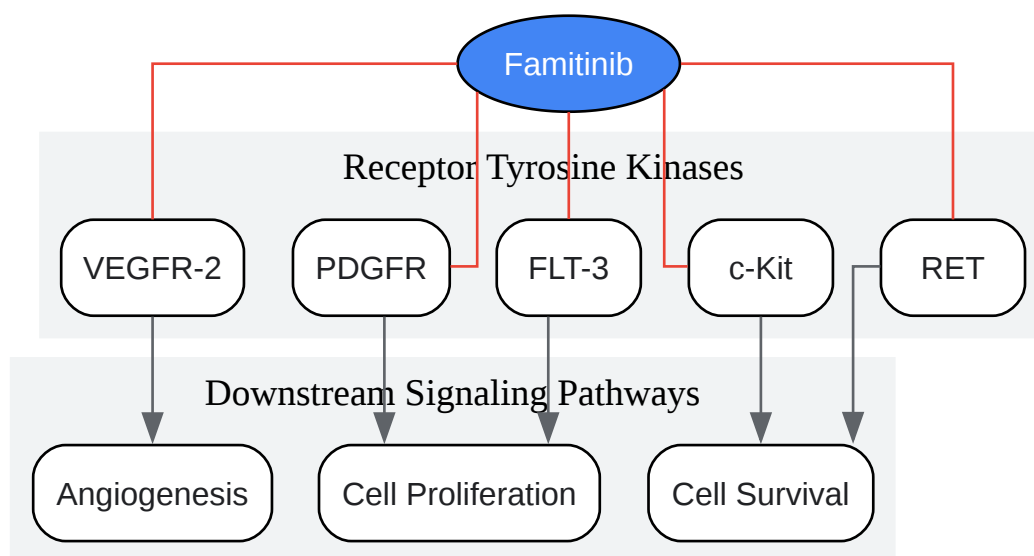 Famitinib
Receptor Tyrosine Kinases
VEGFR-2
PDGFR
FLT-3
c-Kit
RET
Downstream Signaling Pathways
Angiogenesis
Cell Proliferation
Cell Survival